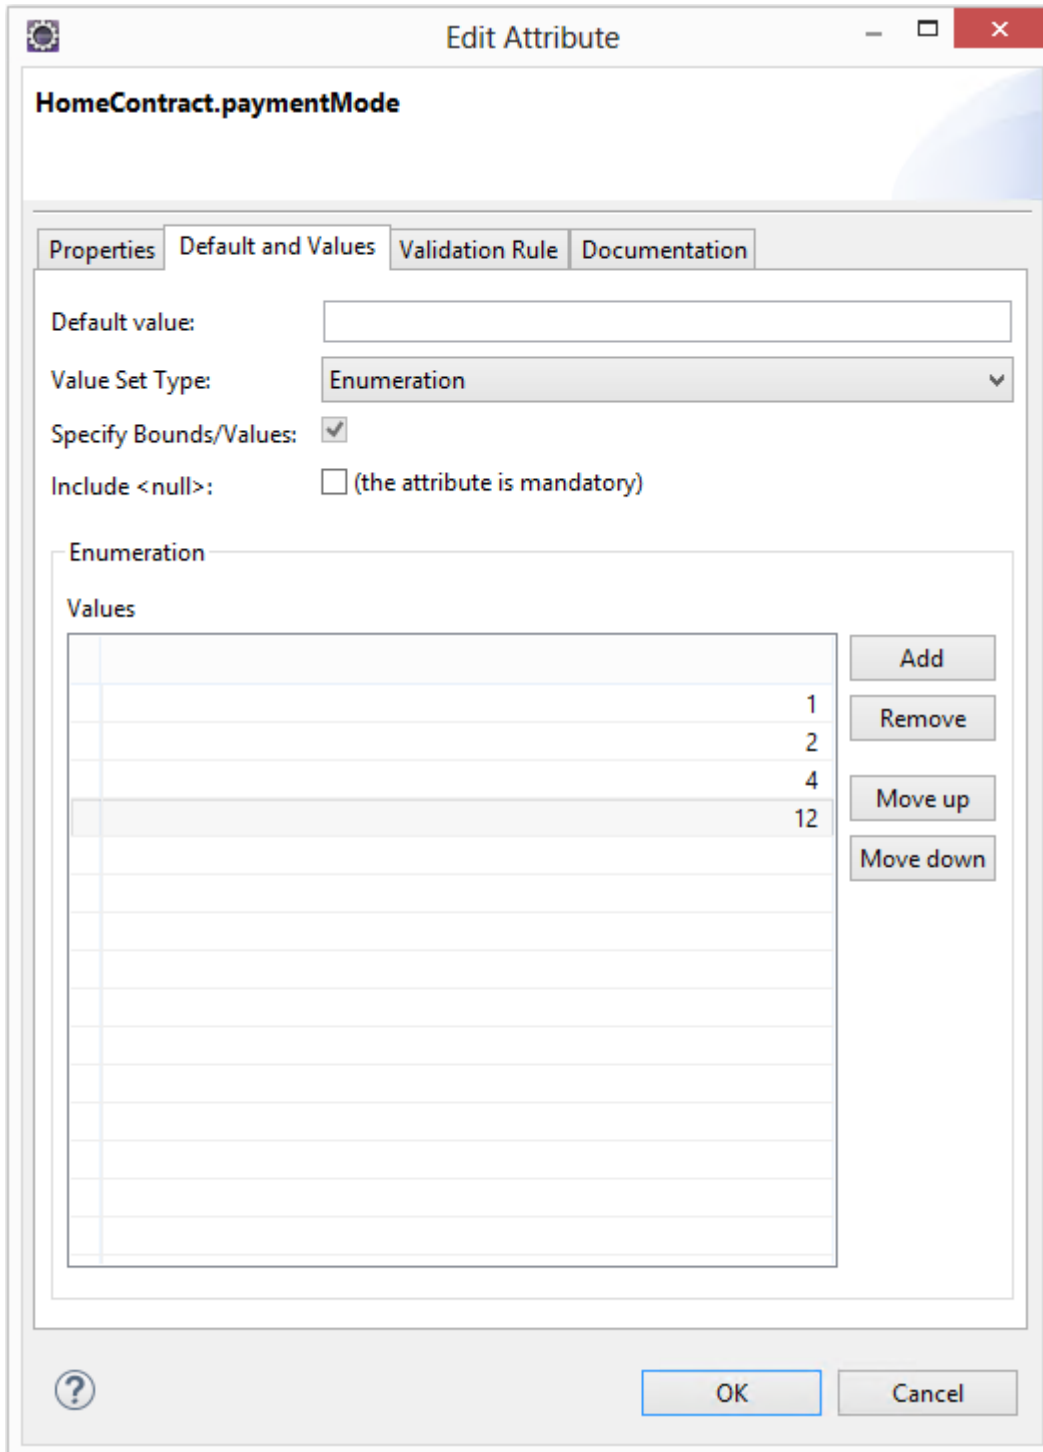 Edit Attribute
HomeContract.paymentMode
Properties Default and Values Validation Rule Documentation
Default value:
Value Set Type: Enumeration
Specify Bounds/Values:
Include <null>: (the attribute is mandatory)
Enumeration
Values
Add
1
Remove
2
4
Move up
12
Move down
? OK Cancel